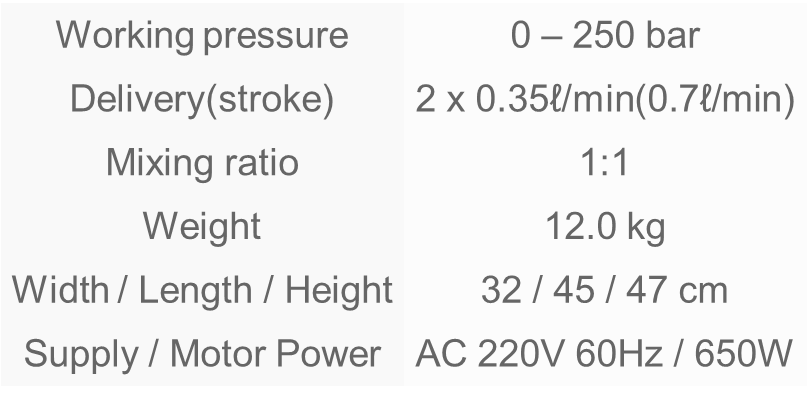 Working pressure 0 – 250 bar
Delivery(stroke) 2 x 0.35ℓ/min(0.7ℓ/min)
Mixing ratio 1:1
Weight 12.0 kg
Width / Length / Height 32 / 45 / 47 cm
Supply / Motor Power AC 220V 60Hz / 650W